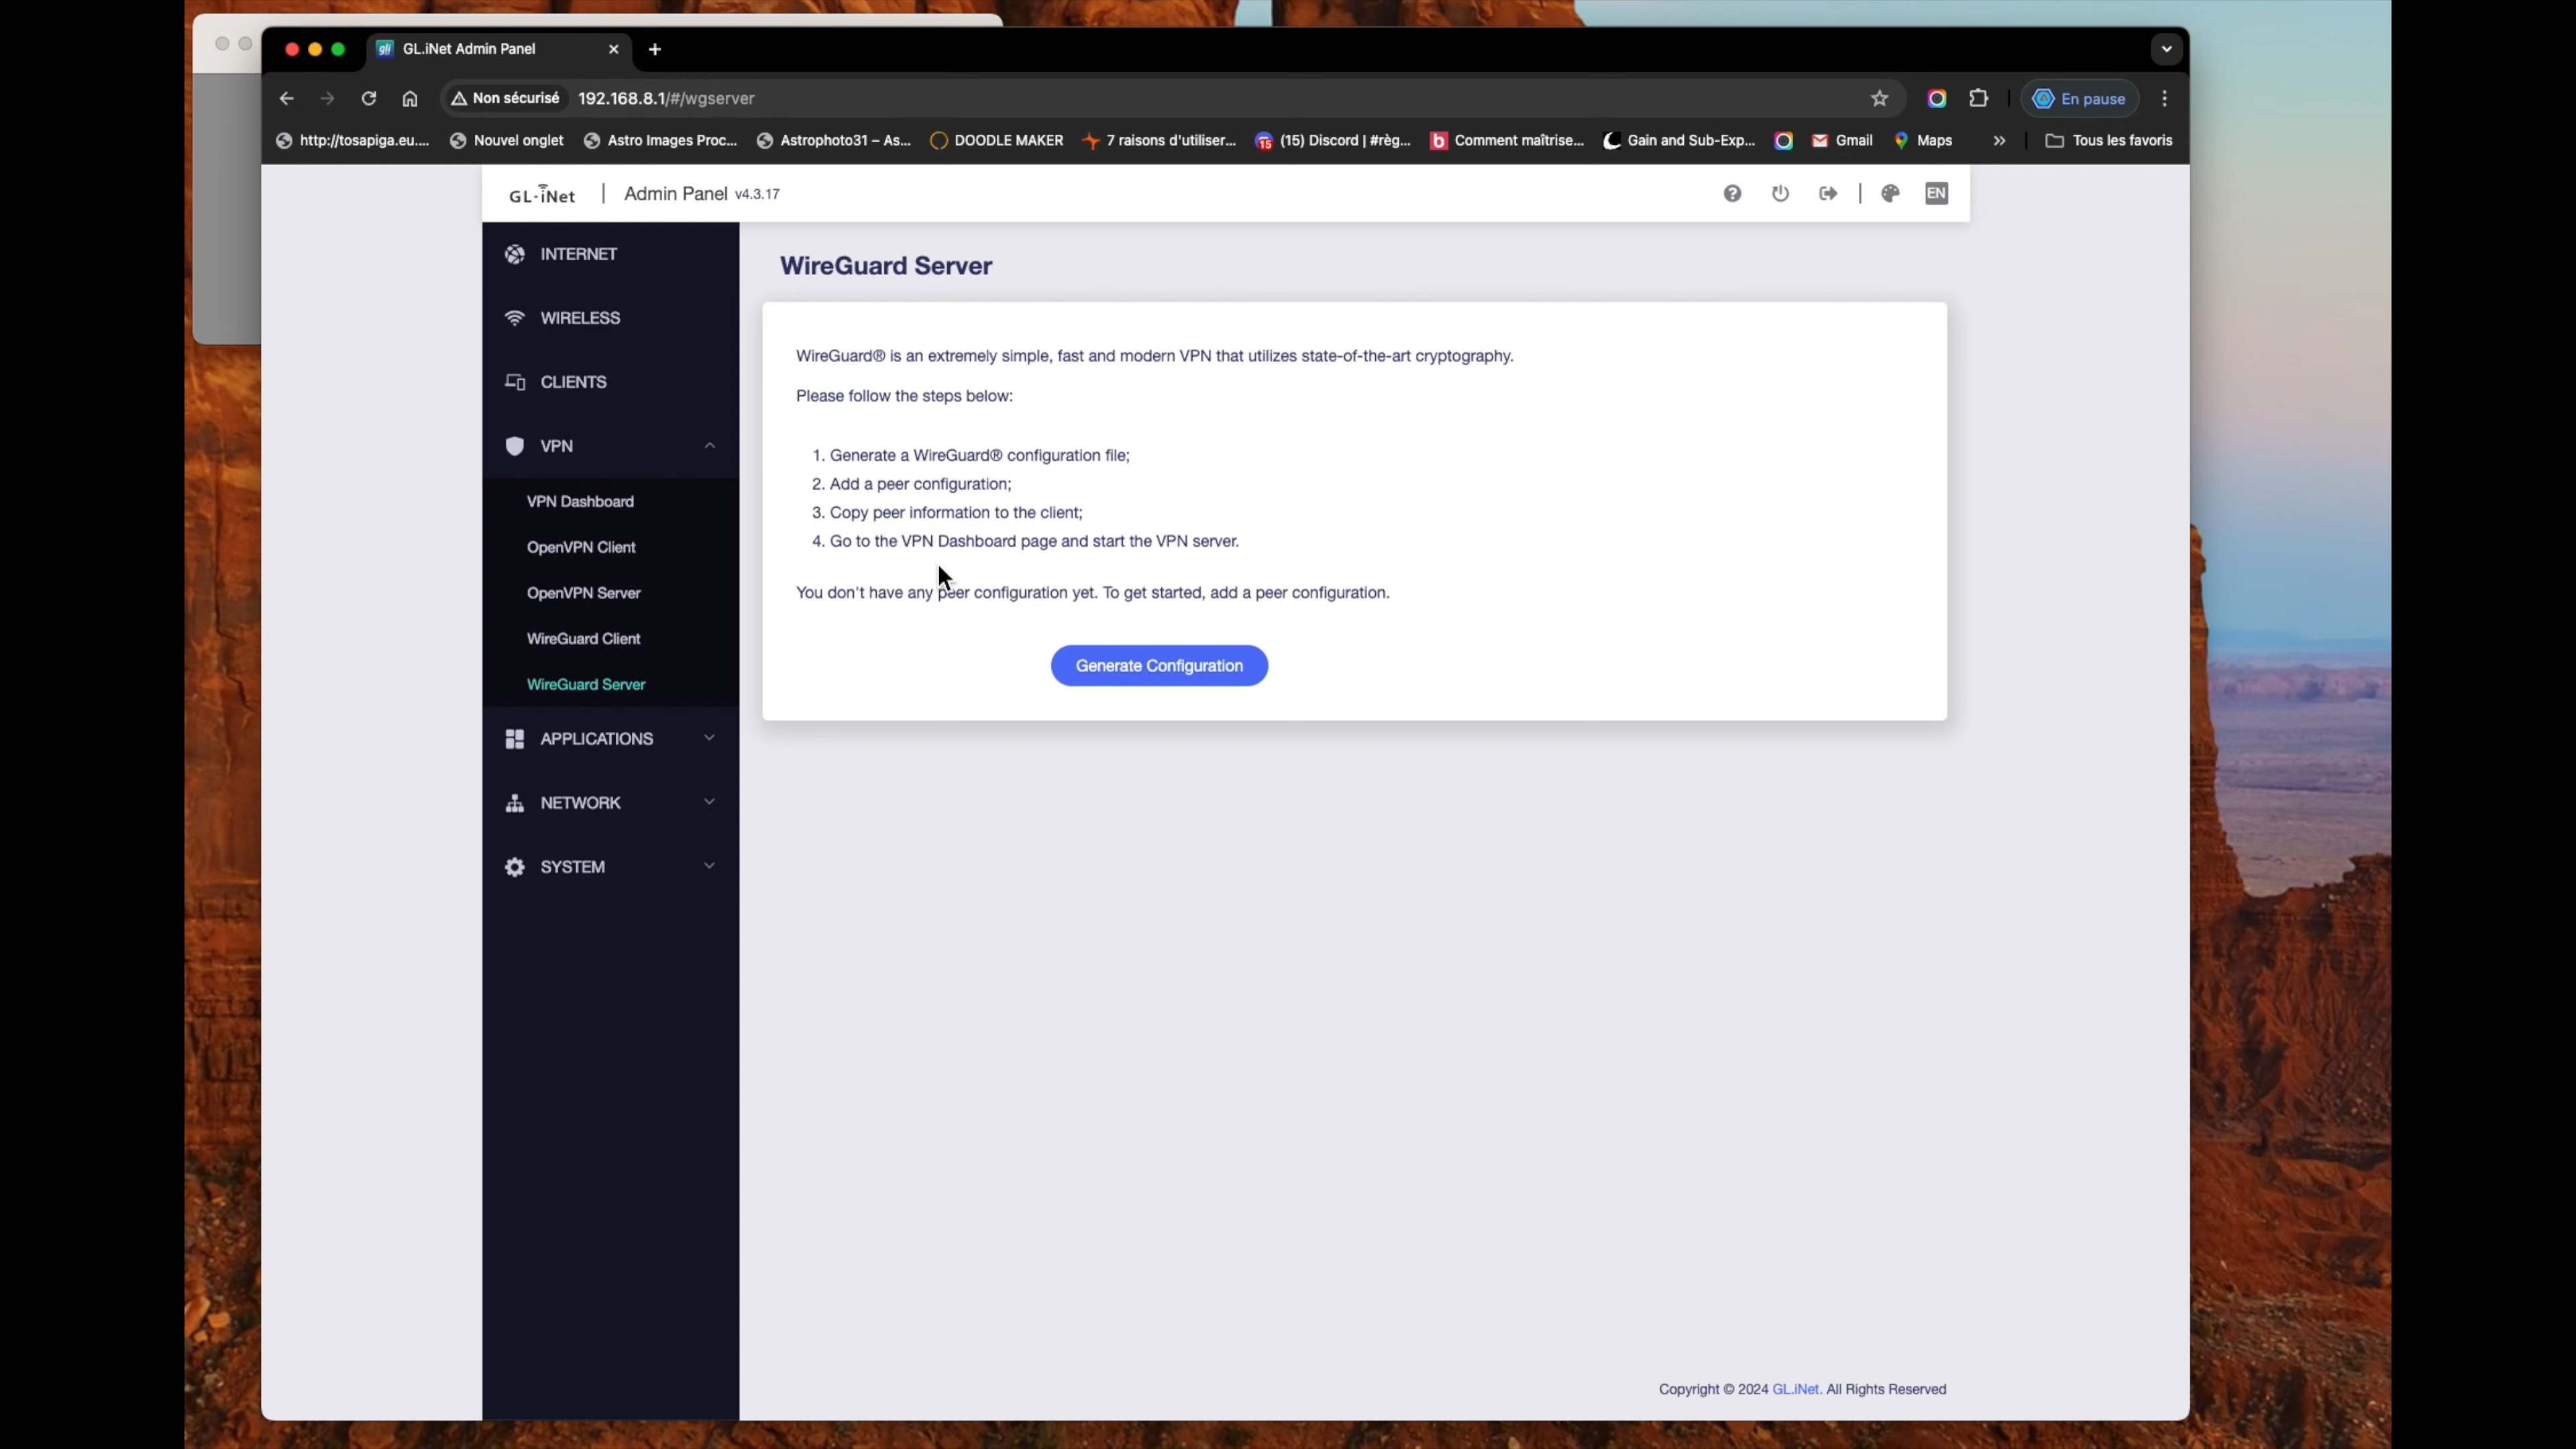 GL.iNet Admin Panel
Non sécurisé 192.168.8.1/#/wgserver
En pause
http://tosapiga.eu.... Nouvel onglet Astro Images Proc... Astrophoto31 – As... DOODLE MAKER 7 raisons d'utiliser... (15) Discord | #règ... Comment maîtrise... Gain and Sub-Exp... Gmail Maps » Tous les favoris
GL·iNet | Admin Panel v4.3.17
EN
INTERNET
WIRELESS
CLIENTS
VPN
VPN Dashboard
OpenVPN Client
OpenVPN Server
WireGuard Client
WireGuard Server
APPLICATIONS
NETWORK
SYSTEM
WireGuard Server
WireGuard® is an extremely simple, fast and modern VPN that utilizes state-of-the-art cryptography.
Please follow the steps below:
1. Generate a WireGuard® configuration file;
2. Add a peer configuration;
3. Copy peer information to the client;
4. Go to the VPN Dashboard page and start the VPN server.
You don't have any peer configuration yet. To get started, add a peer configuration.
Generate Configuration
Copyright © 2024 GL.iNet. All Rights Reserved